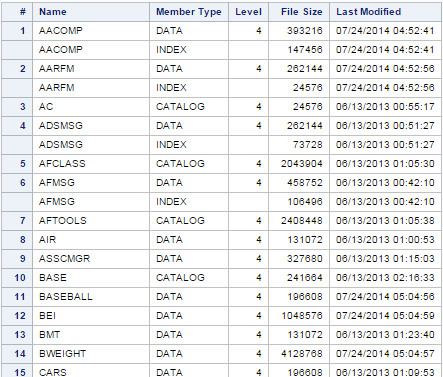 # Name Member Type Level File Size Last Modified
1 AACOMP DATA 4 393216 07/24/2014 04:52:41
AACOMP INDEX 147456 07/24/2014 04:52:41
2 AARFM DATA 4 262144 07/24/2014 04:52:56
AARFM INDEX 24576 07/24/2014 04:52:56
3 AC CATALOG 4 24576 06/13/2013 00:55:17
4 ADSMSG DATA 4 262144 06/13/2013 00:51:27
ADSMSG INDEX 73728 06/13/2013 00:51:27
5 AFCLASS CATALOG 4 2043904 06/13/2013 01:05:30
6 AFMSG DATA 4 458752 06/13/2013 00:42:10
AFMSG INDEX 106496 06/13/2013 00:42:10
7 AFTOOLS CATALOG 4 2408448 06/13/2013 01:05:38
8 AIR DATA 4 131072 06/13/2013 01:00:53
9 ASSCMGR DATA 4 327680 06/13/2013 01:15:03
10 BASE CATALOG 4 241664 06/13/2013 02:16:33
11 BASEBALL DATA 4 196608 07/24/2014 05:04:56
12 BEI DATA 4 1048576 07/24/2014 05:04:59
13 BMT DATA 4 131072 06/13/2013 01:23:40
14 BWEIGHT DATA 4 4128768 07/24/2014 05:04:57
15 CARS DATA 4 196608 06/13/2013 01:09:53